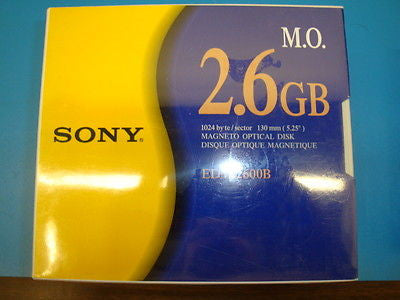 M.O.
2.6GB
1024 byte/sector 130 mm (5.25")
MAGNETO OPTICAL DISK
DISQUE OPTIQUE MAGNETIQUE
SONY®